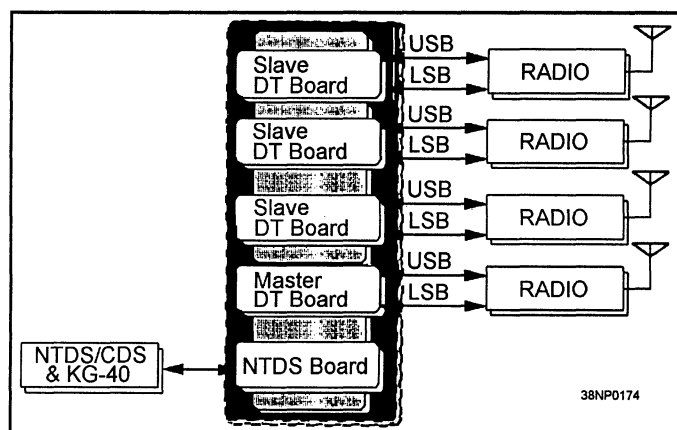 USB
Slave
DT Board
LSB
RADIO
USB
Slave
DT Board
LSB
RADIO
USB
Slave
DT Board
LSB
RADIO
USB
Master
DT Board
LSB
RADIO
NTDS/CDS
& KG-40
NTDS Board
38NP0174